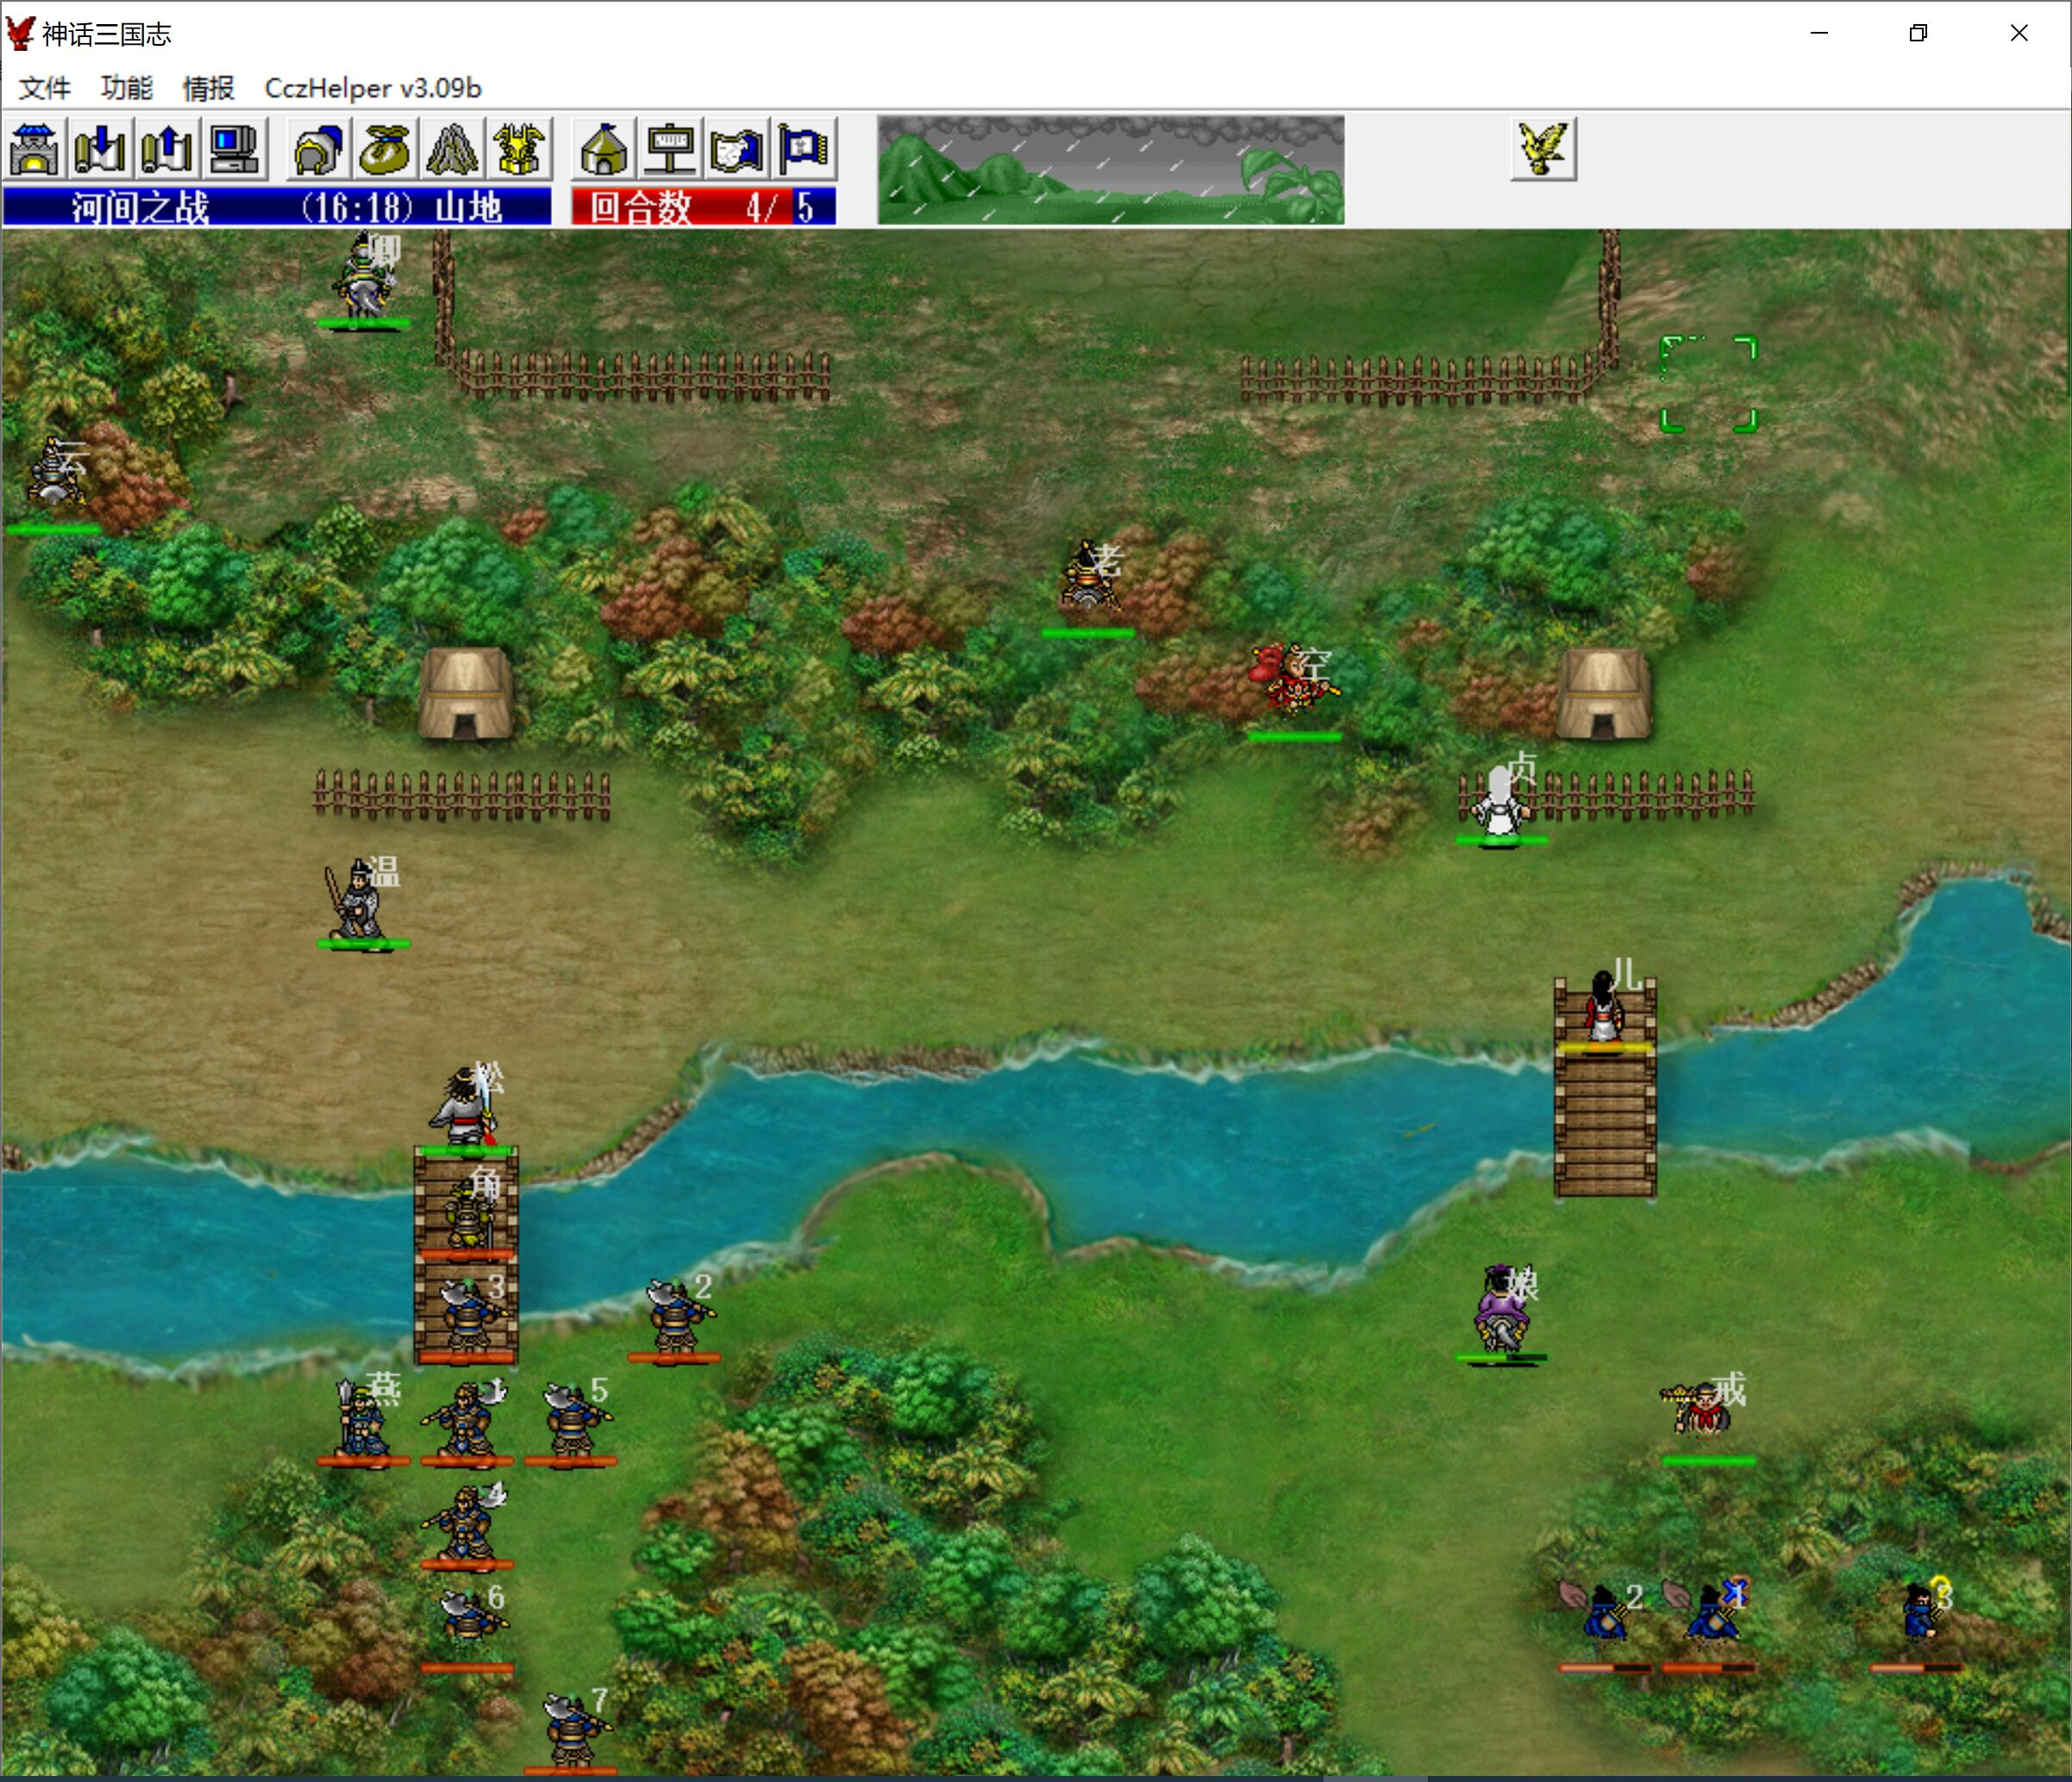 神话三国志
文件 功能 情报 CczHelper v3.09b
河间之战 (16:18) 山地 回合数 4/ 5
卿
云
老
空
贞
温
儿
松
角
3 2 娘
燕 1 5 戒
4
6 2 1 3
7